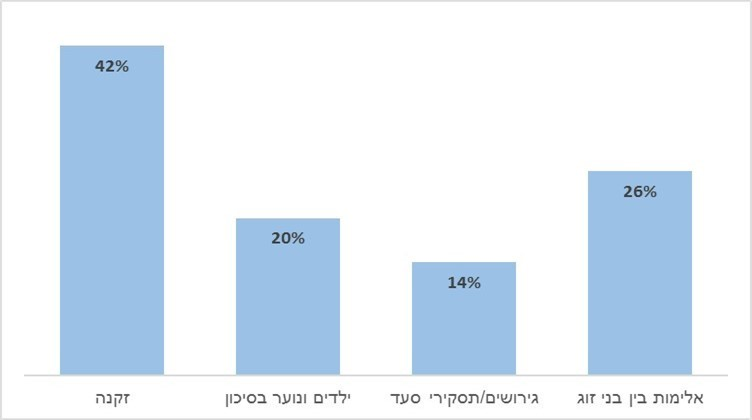 42%
20%
14%
26%
זקנה
ילדים ונוער בסיכון
גירושים/תסקירי סעד
אלימות בין בני זוג